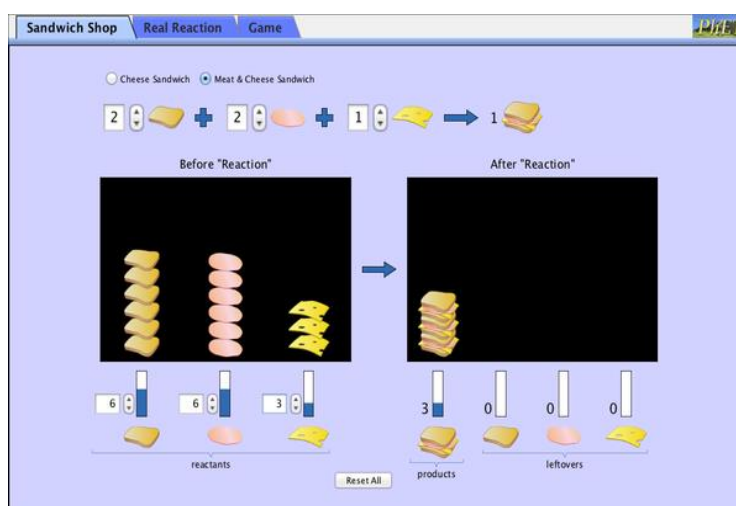 Sandwich Shop Real Reaction Game PhET
Cheese Sandwich Meat & Cheese Sandwich
2 2 1 1
Before "Reaction" After "Reaction"
6 6 3 3 0 0 0
reactants products leftovers
Reset All